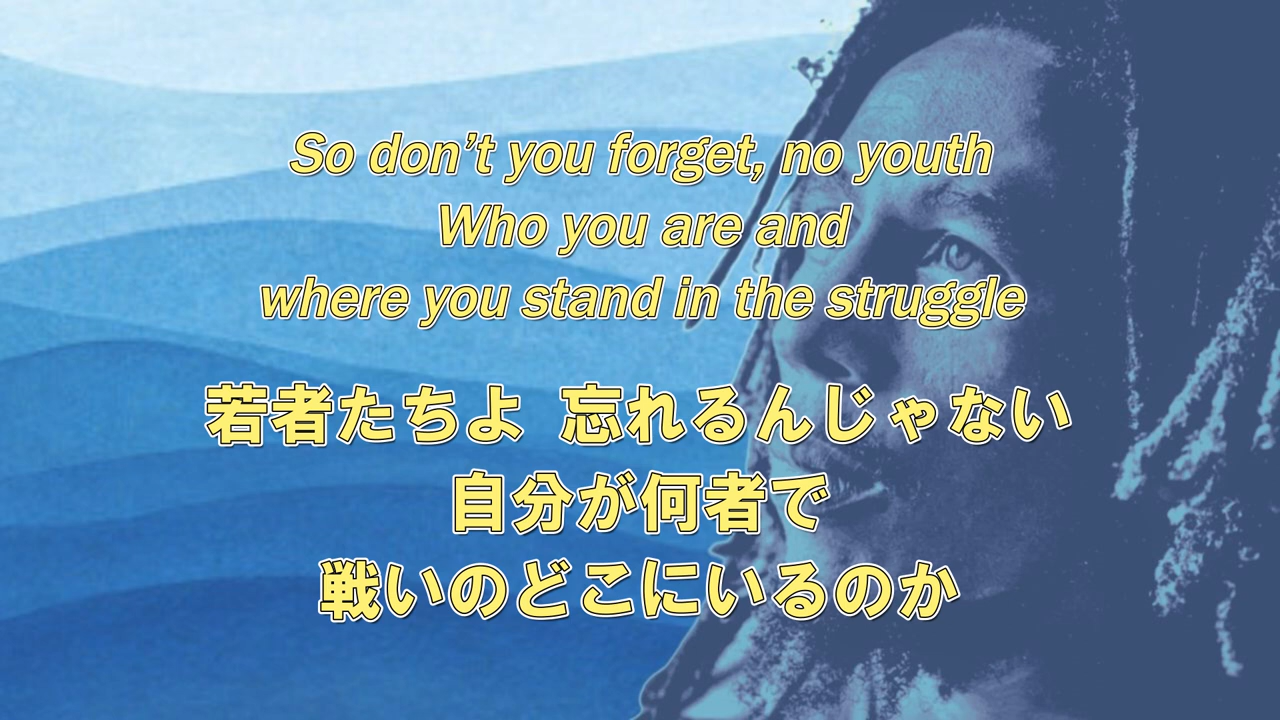 So don’t you forget, no youth
Who you are and
where you stand in the struggle
若者たちよ 忘れるんじゃない
自分が何者で
戦いのどこにいるのか